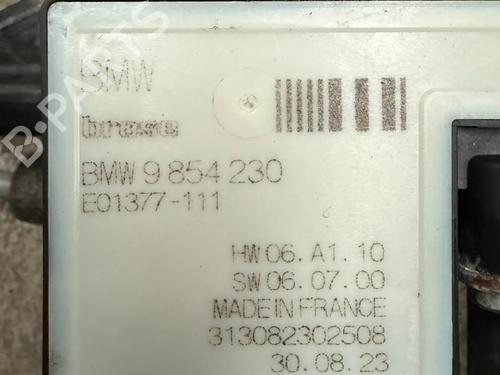 BMW
brose
BMW 9 854 230
E01377-111
HW 06.A1.10
SW 06.07.00
MADE IN FRANCE
313082302508
30.08.23
B-PARTS